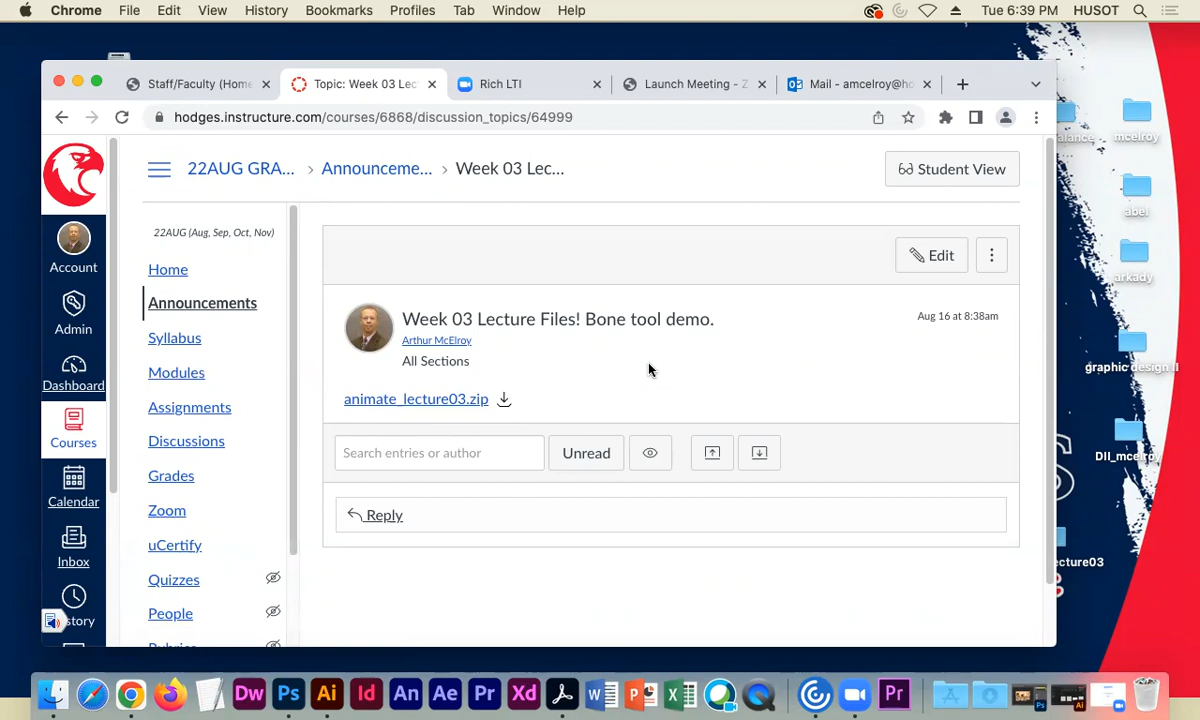 Chrome File Edit View History Bookmarks Profiles Tab Window Help Tue 6:39 PM HUSOT
Staff/Faculty (Home Topic: Week 03 Lec Rich LTI Launch Meeting - Z Mail - amcelroy@ho
hodges.instructure.com/courses/6868/discussion_topics/64999
22AUG GRA... › Announceme... › Week 03 Lec...
Student View
22AUG (Aug, Sep, Oct, Nov)
Home
Announcements
Syllabus
Modules
Assignments
Discussions
Grades
Zoom
uCertify
Quizzes
People
Rubrics
Account
Admin
Dashboard
Courses
Calendar
Inbox
Edit
Week 03 Lecture Files! Bone tool demo.
Aug 16 at 8:38am
Arthur McElroy
All Sections
animate_lecture03.zip
Search entries or author
Unread
Reply
mcelroy
abel
arkady
graphic design II
DII_mcelroy
Dw Ps Ai Id An Ae Pr Xd Pr